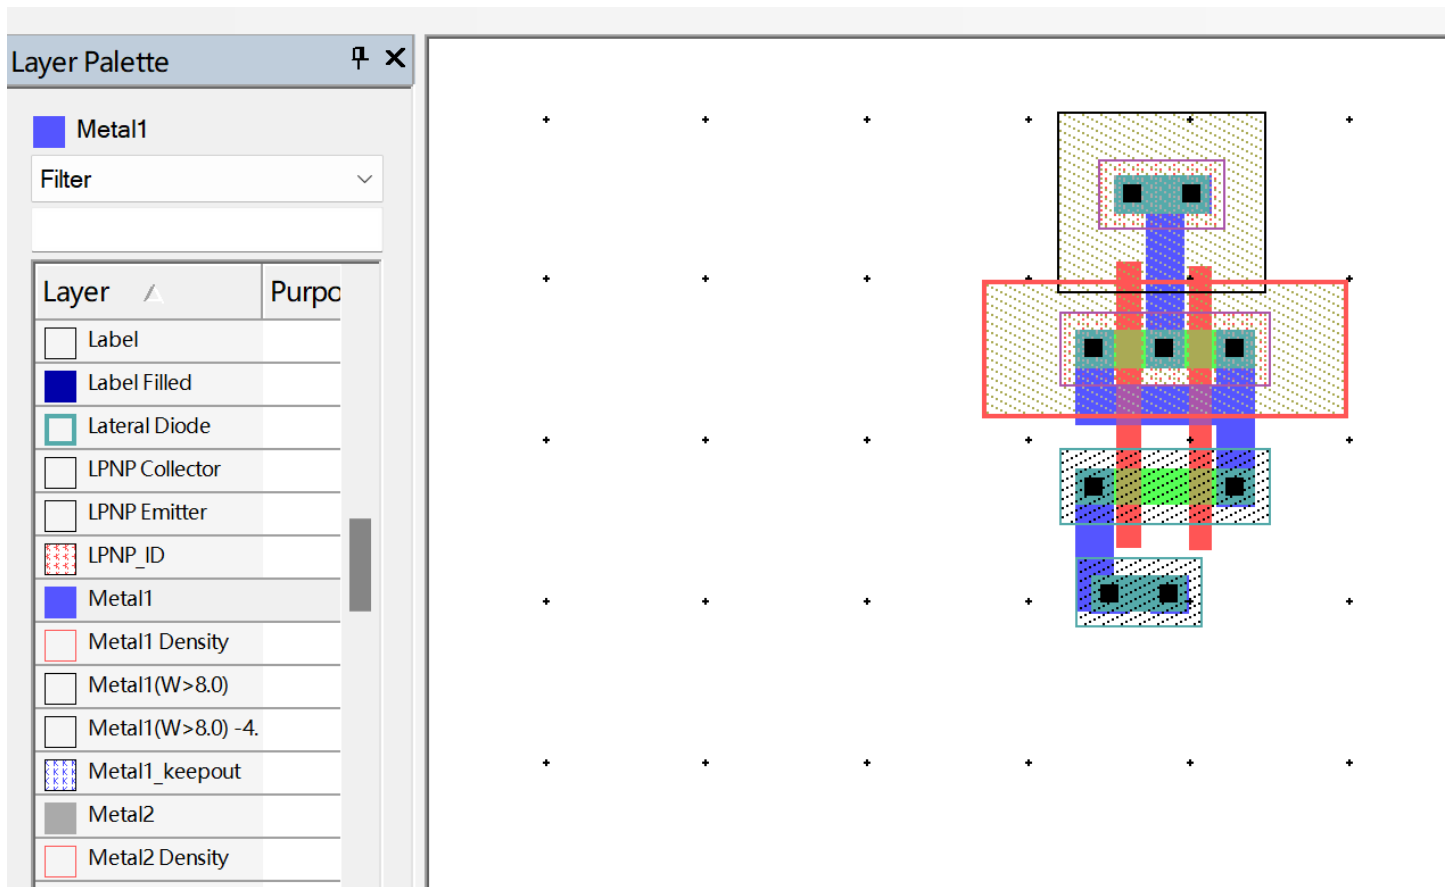 Layer Palette
Metal1
Filter
Layer Purpo
Label
Label Filled
Lateral Diode
LPNP Collector
LPNP Emitter
LPNP_ID
Metal1
Metal1 Density
Metal1(W>8.0)
Metal1(W>8.0) -4.
Metal1_keepout
Metal2
Metal2 Density